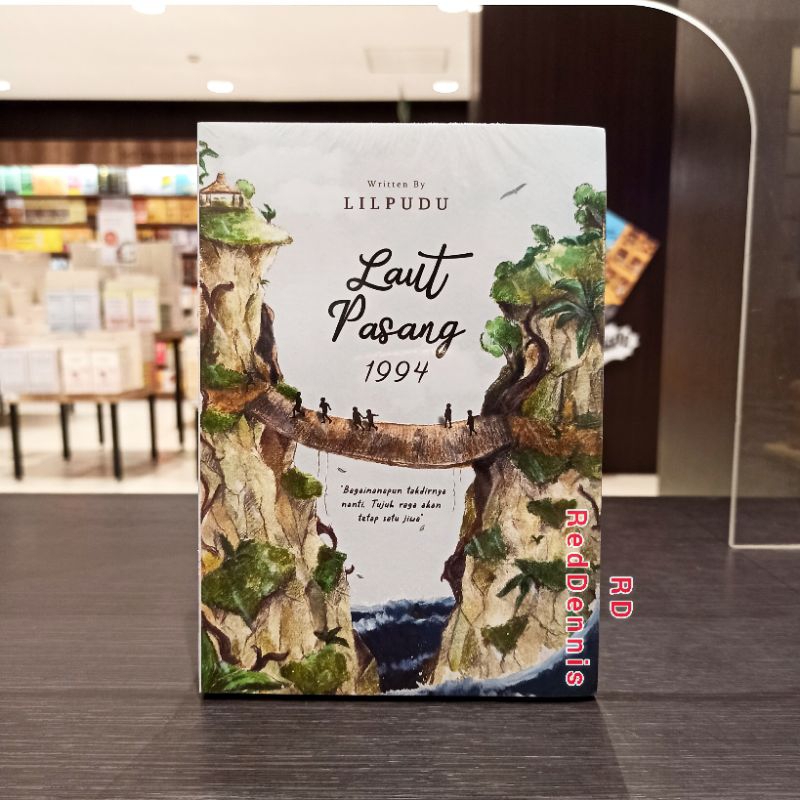 Written By
LILPUDU
Laut
Pasang
1994
"Bagaimanapun takdirnya
nanti. Tujuh raga akan
tetap satu jiwa"
RedDennis
RD